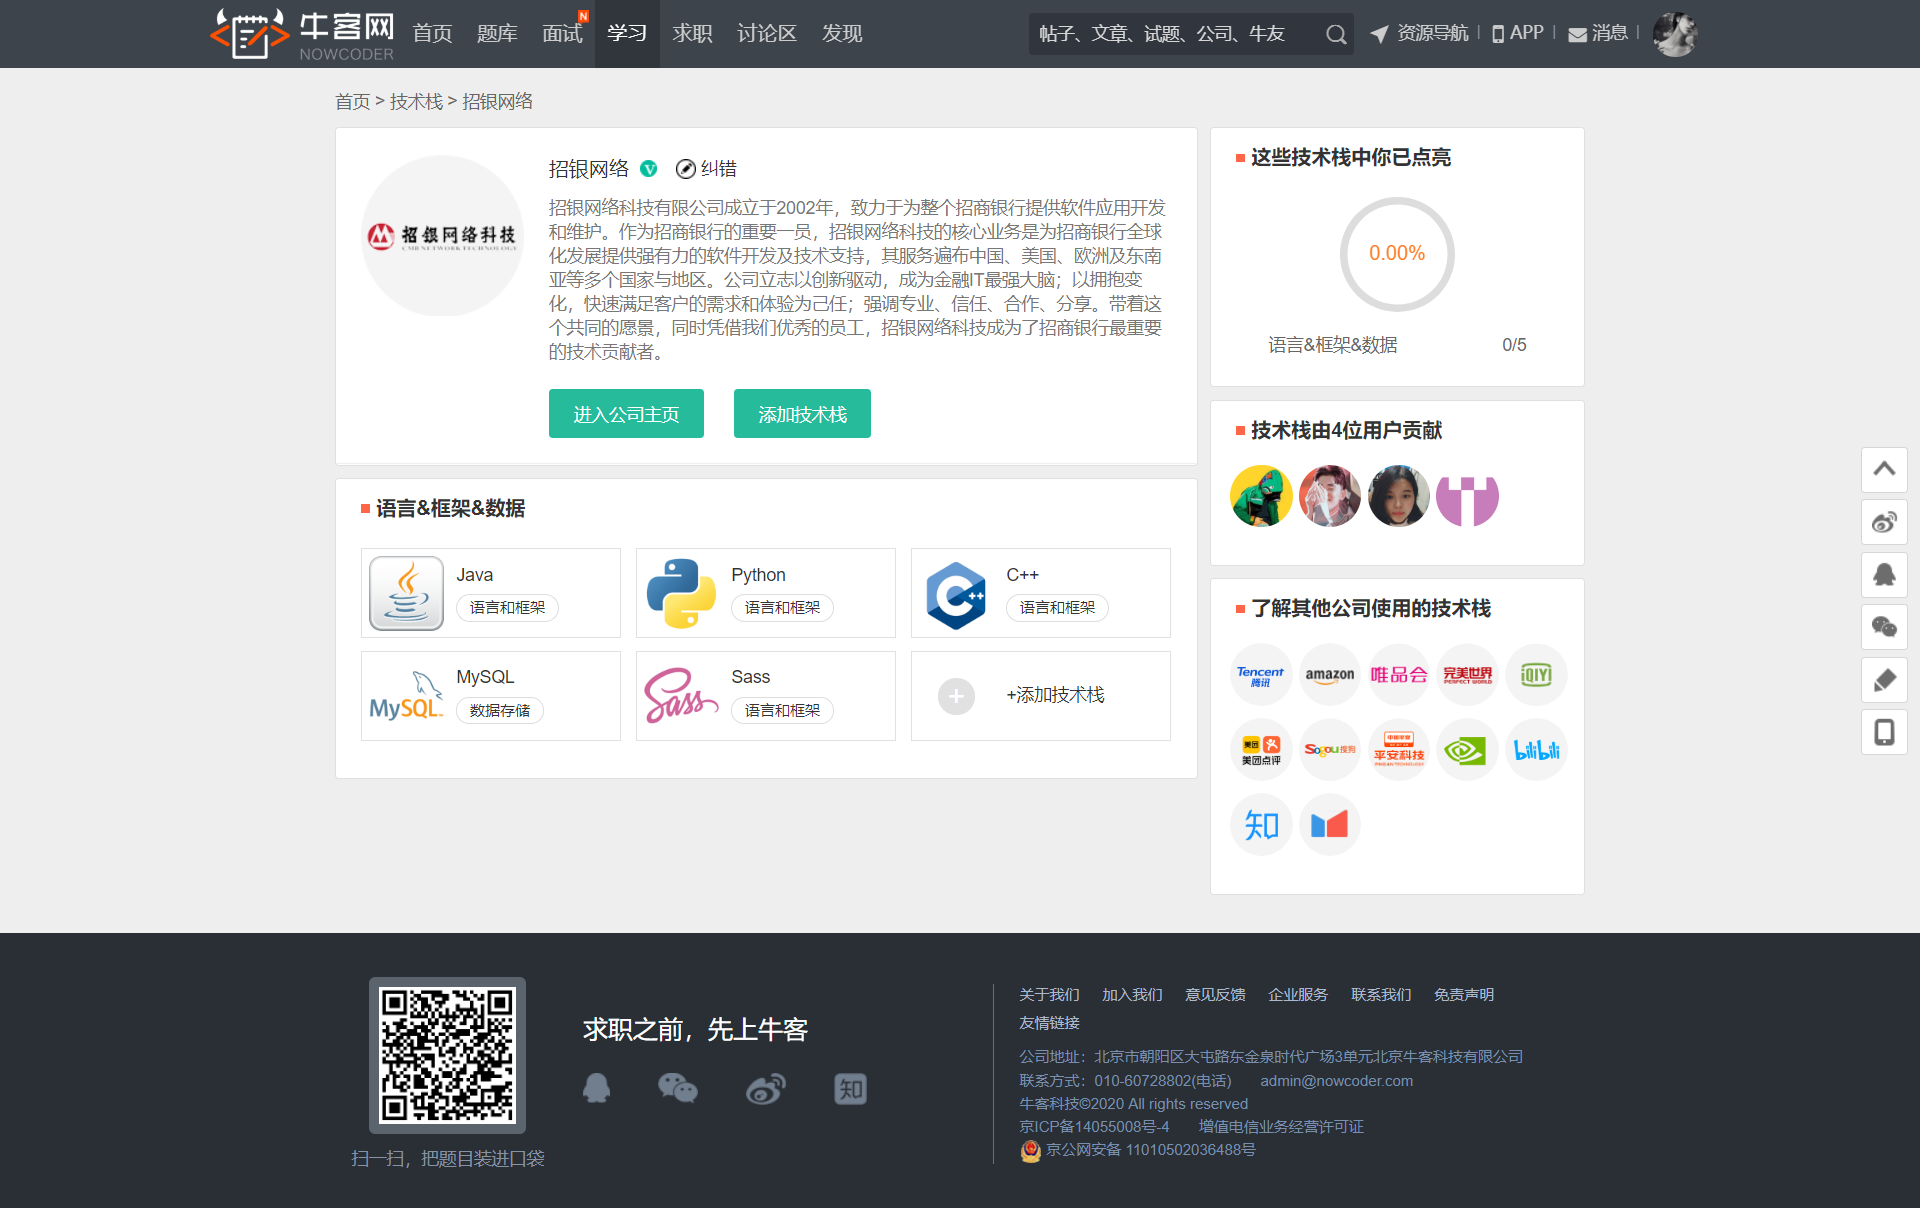 牛客网
NOWCODER
首页 题库 面试 N 学习 求职 讨论区 发现
帖子、文章、试题、公司、牛友
资源导航 | APP | 消息 |
首页 > 技术栈 > 招银网络
招银网络科技
CMB NETWORK TECHNOLOGY
招银网络 V 纠错
招银网络科技有限公司成立于2002年，致力于为整个招商银行提供软件应用开发
和维护。作为招商银行的重要一员，招银网络科技的核心业务是为招商银行全球
化发展提供强有力的软件开发及技术支持，其服务遍布中国、美国、欧洲及东南
亚等多个国家与地区。公司立志以创新驱动，成为金融IT最强大脑；以拥抱变
化，快速满足客户的需求和体验为己任；强调专业、信任、合作、分享。带着这
个共同的愿景，同时凭借我们优秀的员工，招银网络科技成为了招商银行最重要
的技术贡献者。
进入公司主页 添加技术栈
语言&框架&数据
Java
语言和框架
Python
语言和框架
C++
语言和框架
MySQL
MySQL
数据存储
Sass
Sass
语言和框架
+添加技术栈
这些技术栈中你已点亮
0.00%
语言&框架&数据 0/5
技术栈由4位用户贡献
了解其他公司使用的技术栈
Tencent
腾讯
amazon
唯品会
完美世界
PERFECT WORLD
iQIYI
美团
美团点评
Sogou搜狗
平安科技
bilibili
知
求职之前，先上牛客
知
扫一扫，把题目装进口袋
关于我们 加入我们 意见反馈 企业服务 联系我们 免责声明
友情链接
公司地址：北京市朝阳区大屯路东金泉时代广场3单元北京牛客科技有限公司
联系方式：010-60728802(电话) admin@nowcoder.com
牛客科技©2020 All rights reserved
京ICP备14055008号-4 增值电信业务经营许可证
京公网安备 11010502036488号